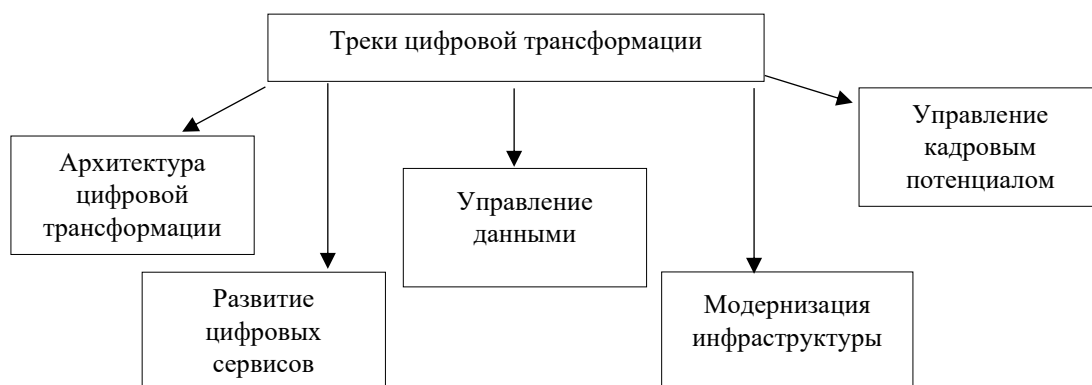 Треки цифровой трансформации
Архитектура
цифровой
трансформации
Развитие
цифровых
сервисов
Управление
данными
Модернизация
инфраструктуры
Управление
кадровым
потенциалом